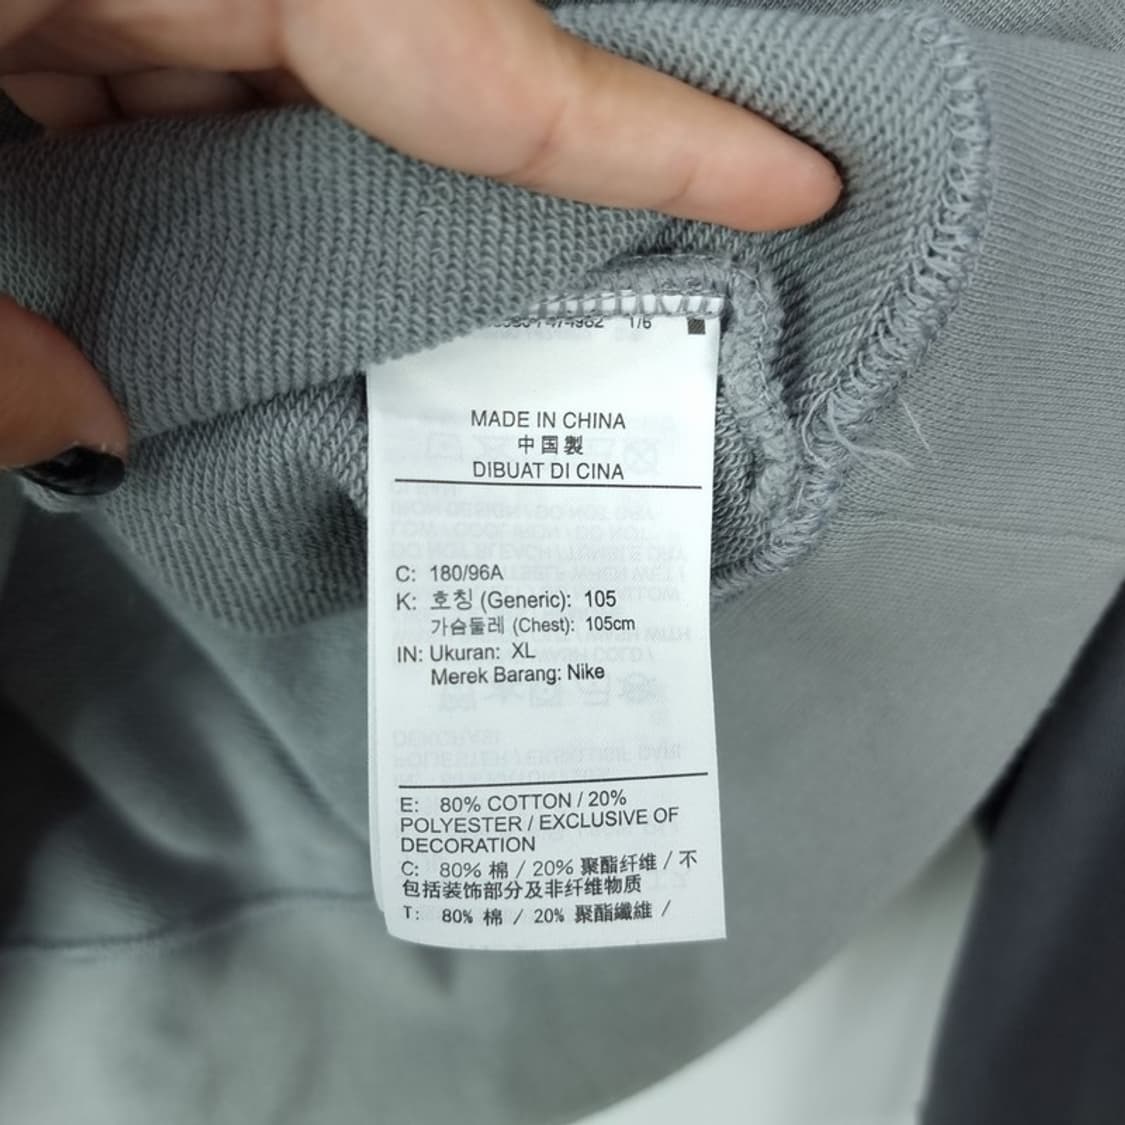 1/6
MADE IN CHINA
中国製
DIBUAT DI CINA
C: 180/96A
K: 호칭 (Generic): 105
가슴둘레 (Chest): 105cm
IN: Ukuran: XL
Merek Barang: Nike
E: 80% COTTON / 20%
POLYESTER / EXCLUSIVE OF
DECORATION
C: 80% 棉 / 20% 聚酯纤维 / 不
包括装饰部分及非纤维物质
T: 80% 棉 / 20% 聚酯纖維 /